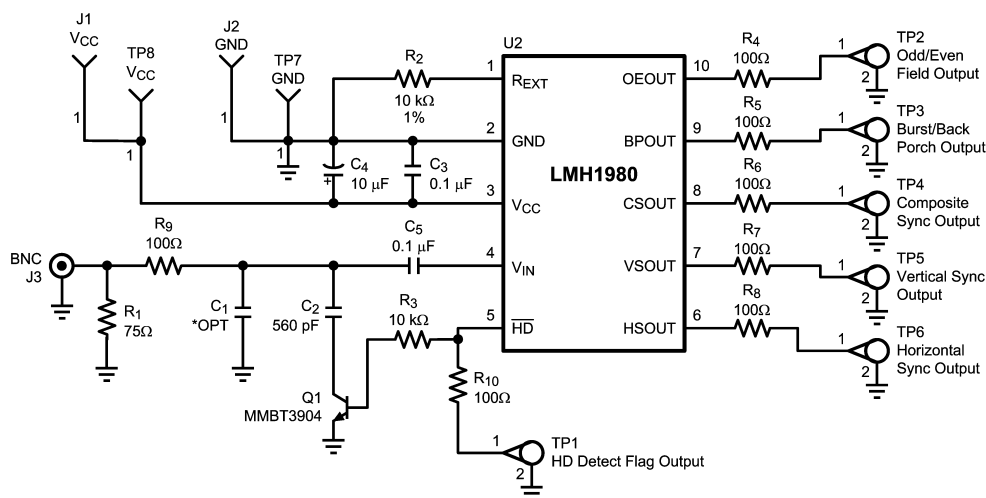 J1
VCC
TP8
VCC
1
1
J2
GND
TP7
GND
1
1
R2
10 kΩ
1%
C4
10 µF
+
C3
0.1 µF
U2
LMH1980
1
REXT
2
GND
3
VCC
4
VIN
5
HD
10
OEOUT
9
BPOUT
8
CSOUT
7
VSOUT
6
HSOUT
R4
100Ω
R5
100Ω
R6
100Ω
R7
100Ω
R8
100Ω
1
2
TP2
Odd/Even
Field Output
1
2
TP3
Burst/Back
Porch Output
1
2
TP4
Composite
Sync Output
1
2
TP5
Vertical Sync
Output
1
2
TP6
Horizontal
Sync Output
BNC
J3
R9
100Ω
R1
75Ω
C1
*OPT
C2
560 pF
C5
0.1 µF
R3
10 kΩ
R10
100Ω
Q1
MMBT3904
1
2
TP1
HD Detect Flag Output